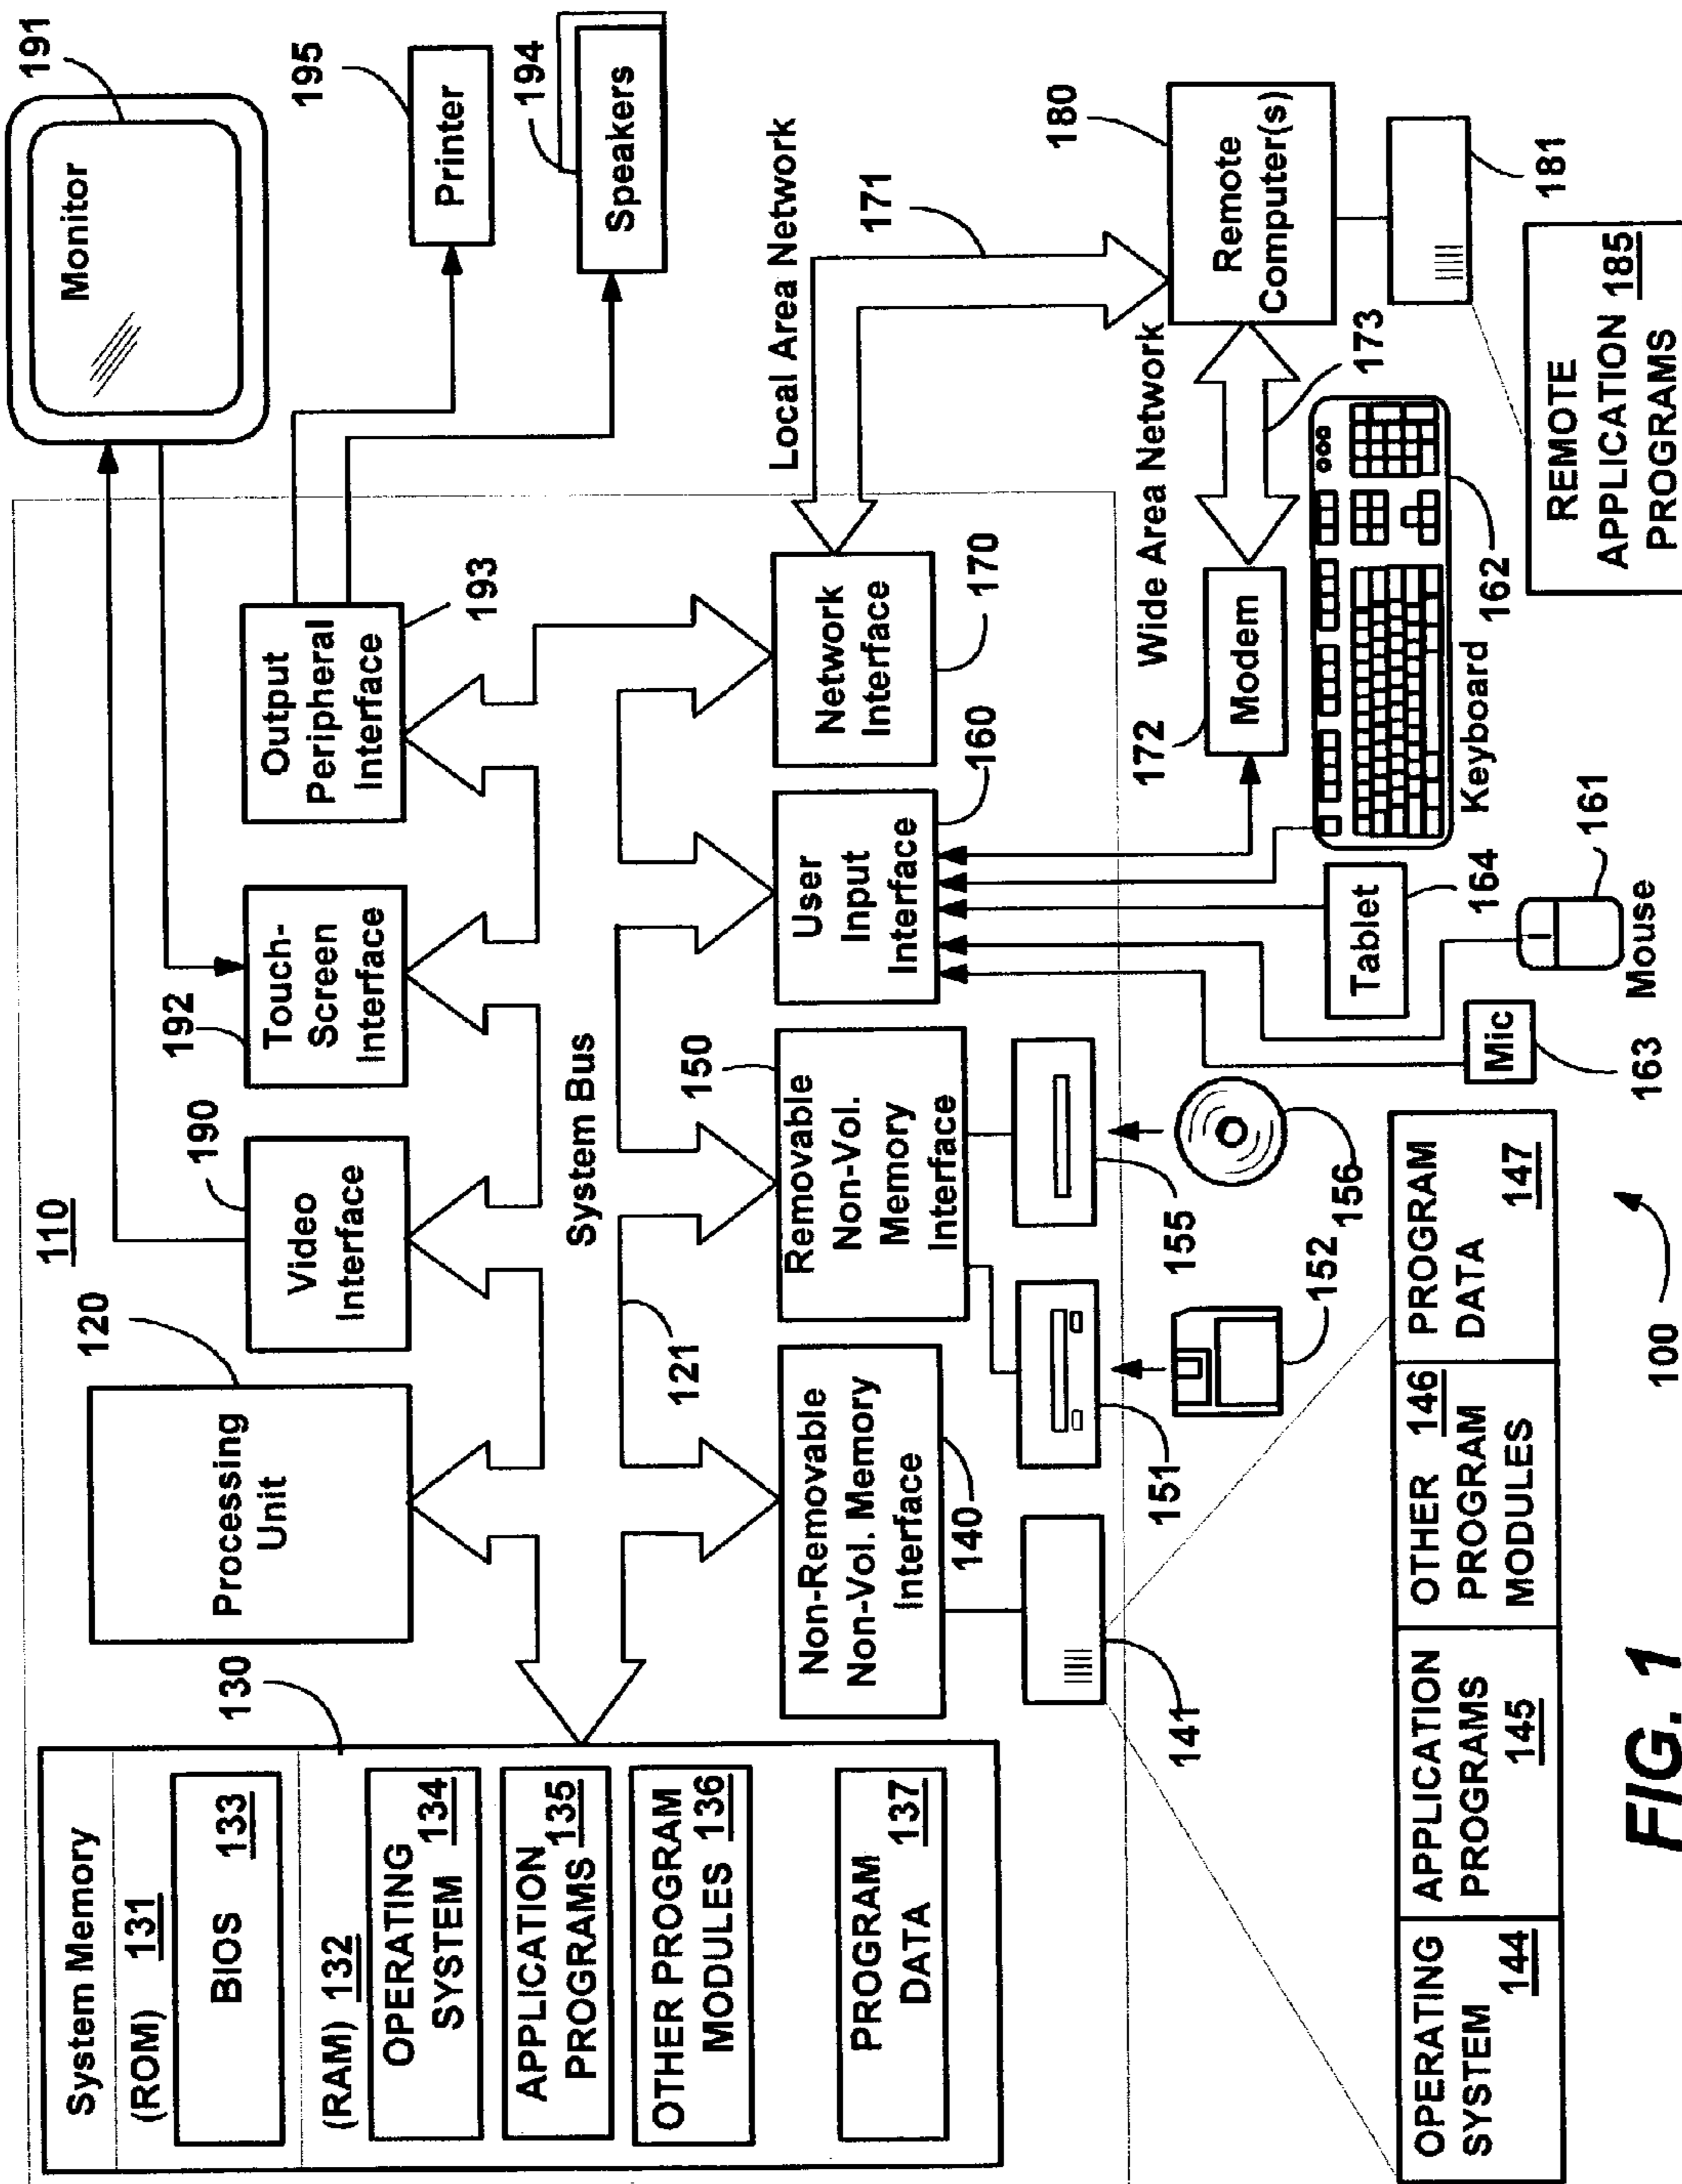 110
System Memory
(ROM) 131
BIOS 133
(RAM) 132
OPERATING
SYSTEM 134
APPLICATION
PROGRAMS 135
OTHER PROGRAM
MODULES 136
PROGRAM
DATA 137
130
Processing
Unit
120
Video
Interface
190
Touch-
Screen
Interface
192
Output
Peripheral
Interface
193
Monitor
191
Printer
195
Speakers
194
System Bus
121
Non-Removable
Non-Vol. Memory
Interface
140
Removable
Non-Vol.
Memory
Interface
150
User
Input
Interface
160
Network
Interface
170
Local Area Network
171
141
151
152
155
156
Modem
172
Wide Area Network
173
Remote
Computer(s)
180
181
Mic
163
Mouse
161
Tablet
164
Keyboard
162
OPERATING
SYSTEM
144
APPLICATION
PROGRAMS
145
OTHER 146
PROGRAM
MODULES
PROGRAM
DATA
147
REMOTE
APPLICATION 185
PROGRAMS
100
FIG. 1